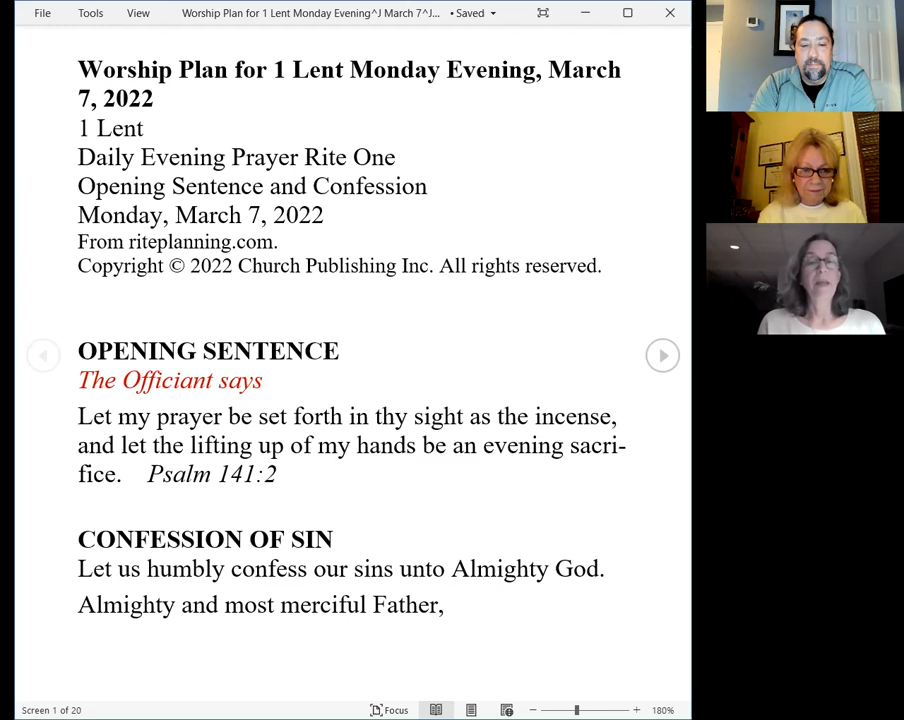 File Tools View Worship Plan for 1 Lent Monday Evening^J March 7^J... • Saved
Worship Plan for 1 Lent Monday Evening, March
7, 2022
1 Lent
Daily Evening Prayer Rite One
Opening Sentence and Confession
Monday, March 7, 2022
From riteplanning.com.
Copyright © 2022 Church Publishing Inc. All rights reserved.
OPENING SENTENCE
The Officiant says
Let my prayer be set forth in thy sight as the incense,
and let the lifting up of my hands be an evening sacri-
fice. Psalm 141:2
CONFESSION OF SIN
Let us humbly confess our sins unto Almighty God.
Almighty and most merciful Father,
Screen 1 of 20 Focus 180%